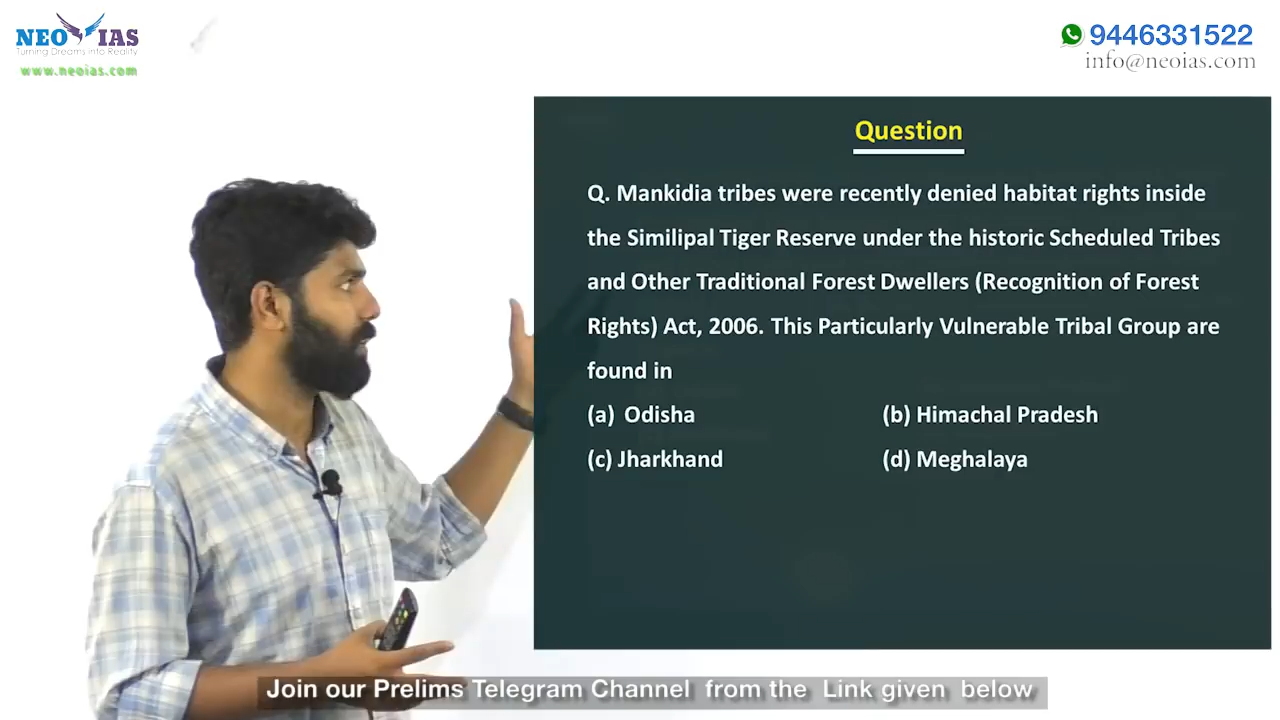 NEO IAS
Turning Dreams into Reality
www.neoias.com
9446331522
info@neoias.com
Question
Q. Mankidia tribes were recently denied habitat rights inside
the Similipal Tiger Reserve under the historic Scheduled Tribes
and Other Traditional Forest Dwellers (Recognition of Forest
Rights) Act, 2006. This Particularly Vulnerable Tribal Group are
found in
(a) Odisha (b) Himachal Pradesh
(c) Jharkhand (d) Meghalaya
Join our Prelims Telegram Channel from the Link given below